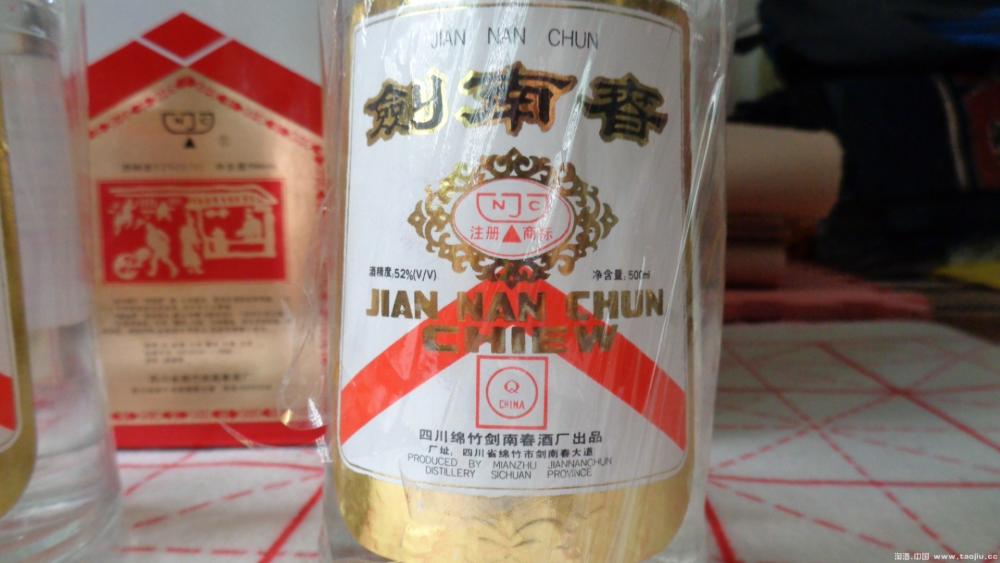 JIAN NAN CHUN
劍南春
NJC
注册 商标
酒精度:52%(V/V) 净含量:500ml
JIAN NAN CHUN
CHIEW
Q
CHINA
四川绵竹剑南春酒厂出品
厂址:四川省绵竹市剑南春大道
PRODUCED BY MIANZHU JIANNANCHUN
DISTILLERY SICHUAN PROVINCE
淘酒.中国 www.taojiu.cc